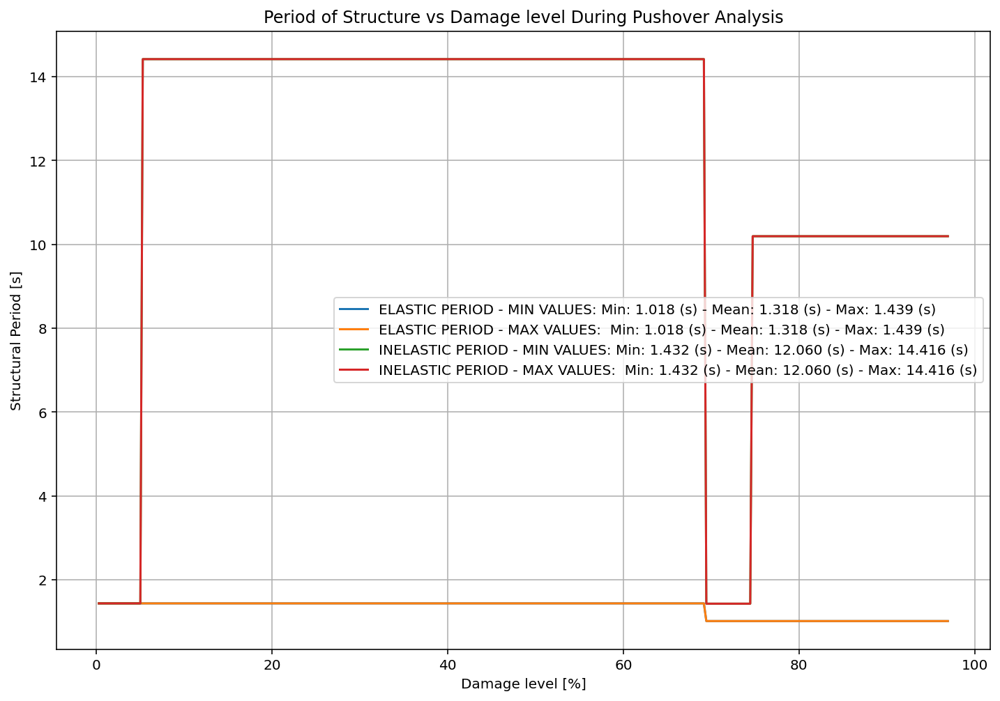 Period of Structure vs Damage level During Pushover Analysis
Structural Period [s]
14
12
10
8
6
4
2
ELASTIC PERIOD - MIN VALUES: Min: 1.018 (s) - Mean: 1.318 (s) - Max: 1.439 (s)
ELASTIC PERIOD - MAX VALUES:  Min: 1.018 (s) - Mean: 1.318 (s) - Max: 1.439 (s)
INELASTIC PERIOD - MIN VALUES: Min: 1.432 (s) - Mean: 12.060 (s) - Max: 14.416 (s)
INELASTIC PERIOD - MAX VALUES:  Min: 1.432 (s) - Mean: 12.060 (s) - Max: 14.416 (s)
0 20 40 60 80 100
Damage level [%]